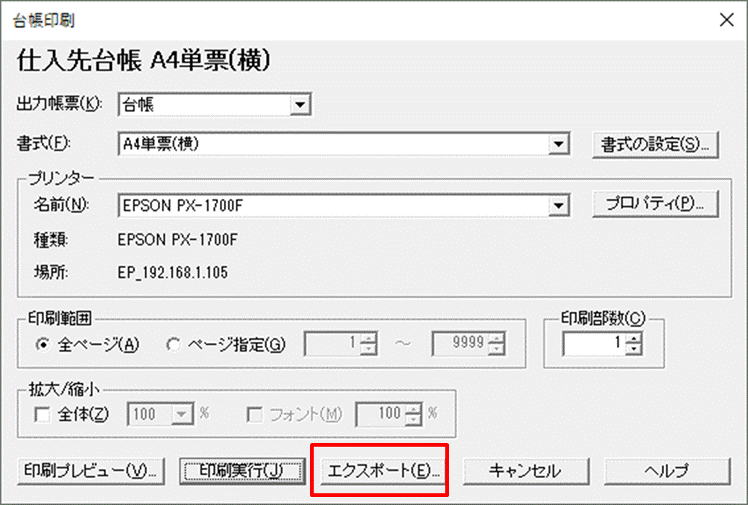 台帳印刷
仕入先台帳 A4単票(横)
出力帳票(K): 台帳
書式(F): A4単票(横) 書式の設定(S)...
プリンター
名前(N): EPSON PX-1700F プロパティ(P)...
種類: EPSON PX-1700F
場所: EP_192.168.1.105
印刷範囲 印刷部数(C)
全ページ(A) ページ指定(G) 1 ～ 9999 1
拡大/縮小
全体(Z) 100 % フォント(M) 100 %
印刷プレビュー(V)... 印刷実行(J) エクスポート(E)... キャンセル ヘルプ